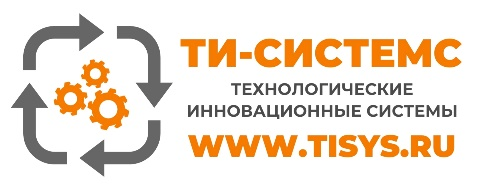 ТИ-СИСТЕМС
ТЕХНОЛОГИЧЕСКИЕ
ИННОВАЦИОННЫЕ СИСТЕМЫ
WWW.TISYS.RU